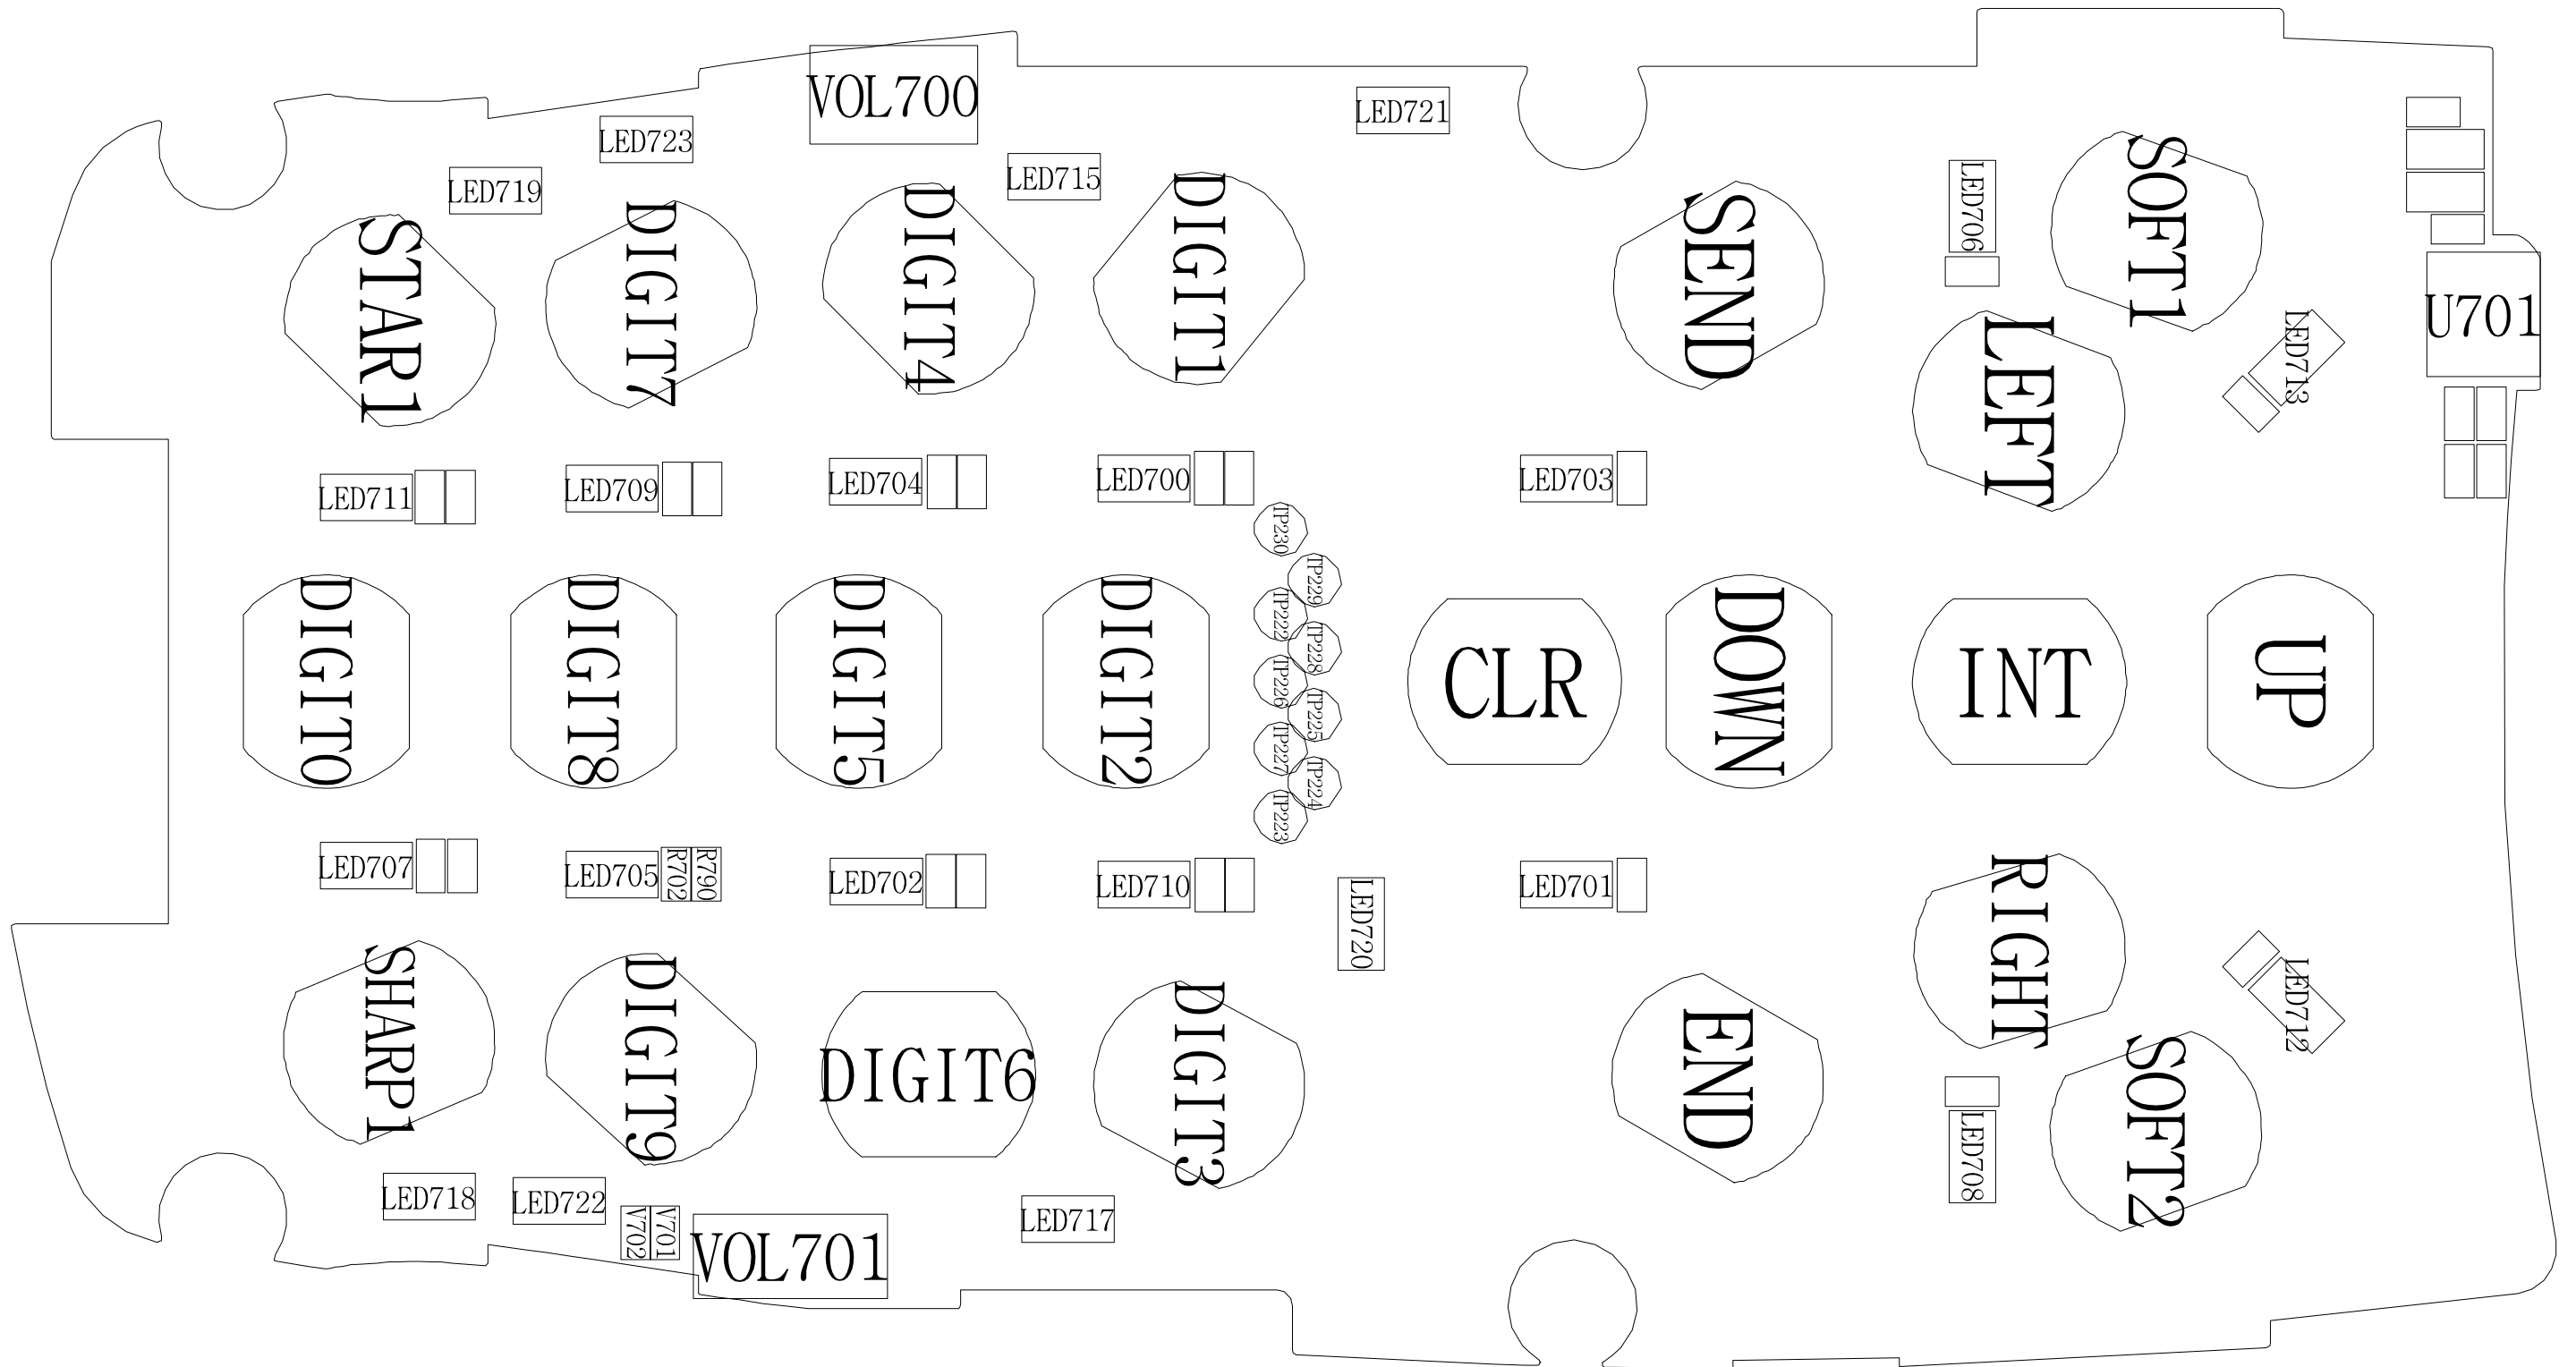 VOL700
LED721
LED723
LED715
LED719
SOFT1
LED706
DIGIT1
DIGIT4
SEND
DIGIT7
STAR1
U701
LEFT
LED713
LED711
LED709
LED704
LED700
LED703
TP230
TP229
TP222
TP228
TP226
TP225
TP227
TP224
TP223
DIGIT0
DIGIT8
DIGIT5
DIGIT2
CLR
DOWN
INT
UP
LED707
LED705
R702
R790
LED702
LED710
LED701
LED720
RIGHT
SHARP1
DIGIT9
DIGIT6
DIGIT3
END
LED712
SOFT2
LED708
LED718
LED722
V702
V701
VOL701
LED717